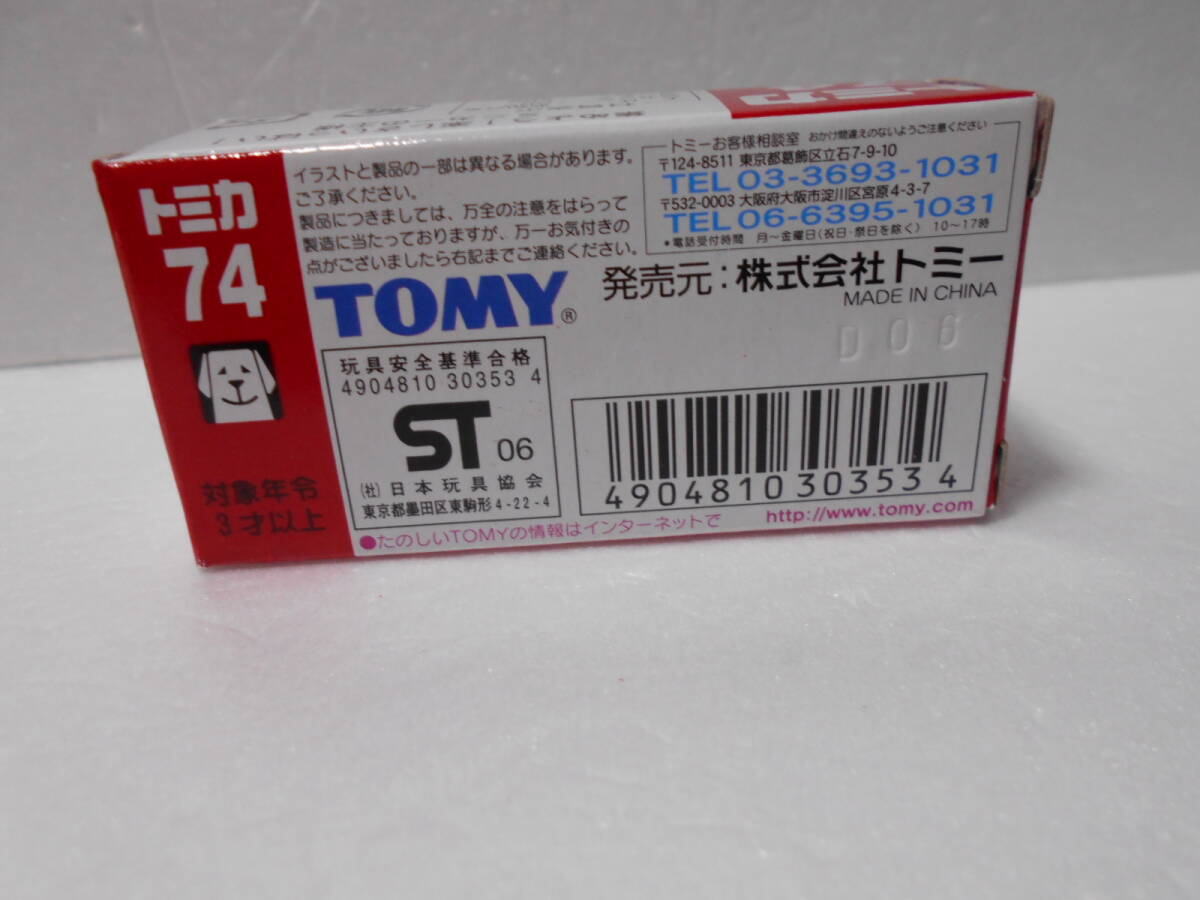 トミカ
74
対象年令
3才以上
イラストと製品の一部は異なる場合があります。
ご了承ください。
製品につきましては、万全の注意をはらって
製造に当たっておりますが、万一お気付きの
点がございましたら右記までご連絡ください。
トミーお客様相談室 おかけ間違えのないようご注意ください
〒124-8511 東京都葛飾区立石7-9-10
TEL 03-3693-1031
〒532-0003 大阪府大阪市淀川区宮原4-3-7
TEL 06-6395-1031
*電話受付時間 月〜金曜日(祝日・祭日を除く) 10〜17時
TOMY®
発売元:株式会社トミー
MADE IN CHINA
D06
玩具安全基準合格
4904810 30353 4
ST 06
(社)日本玩具協会
東京都墨田区東駒形4-22-4
4904810303534
●たのしいTOMYの情報はインターネットで http://www.tomy.com